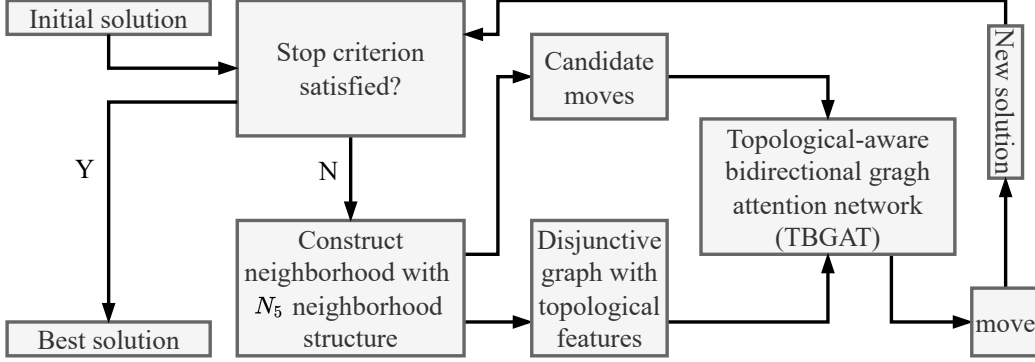 Initial solution
Stop criterion
satisfied?
Candidate
moves
New solution
Topological-aware
bidirectional gragh
attention network
(TBGAT)
Y
N
Construct
neighborhood with
N₅ neighborhood
structure
Disjunctive
graph with
topological
features
move
Best solution